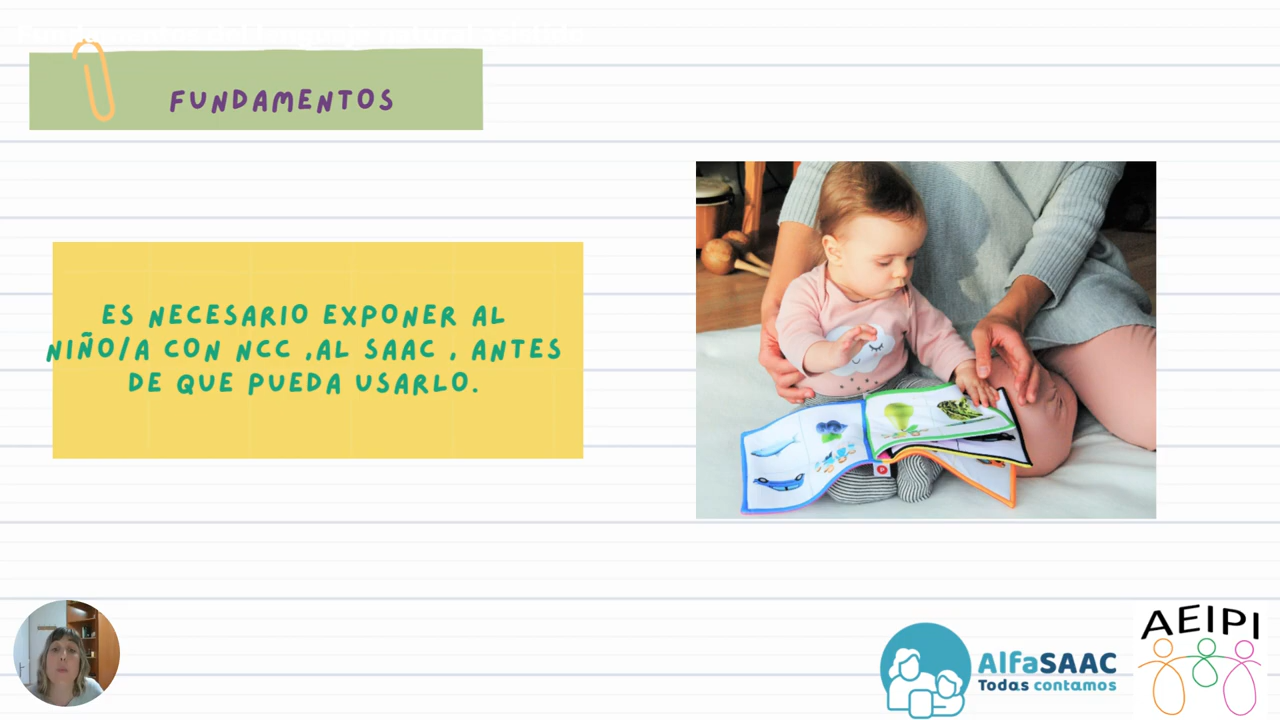 FUNDAMENTOS
ES NECESARIO EXPONER AL
NIÑO/A CON NCC ,AL SAAC , ANTES
DE QUE PUEDA USARLO.
AlfaSAAC
Todas contamos
AEIPI